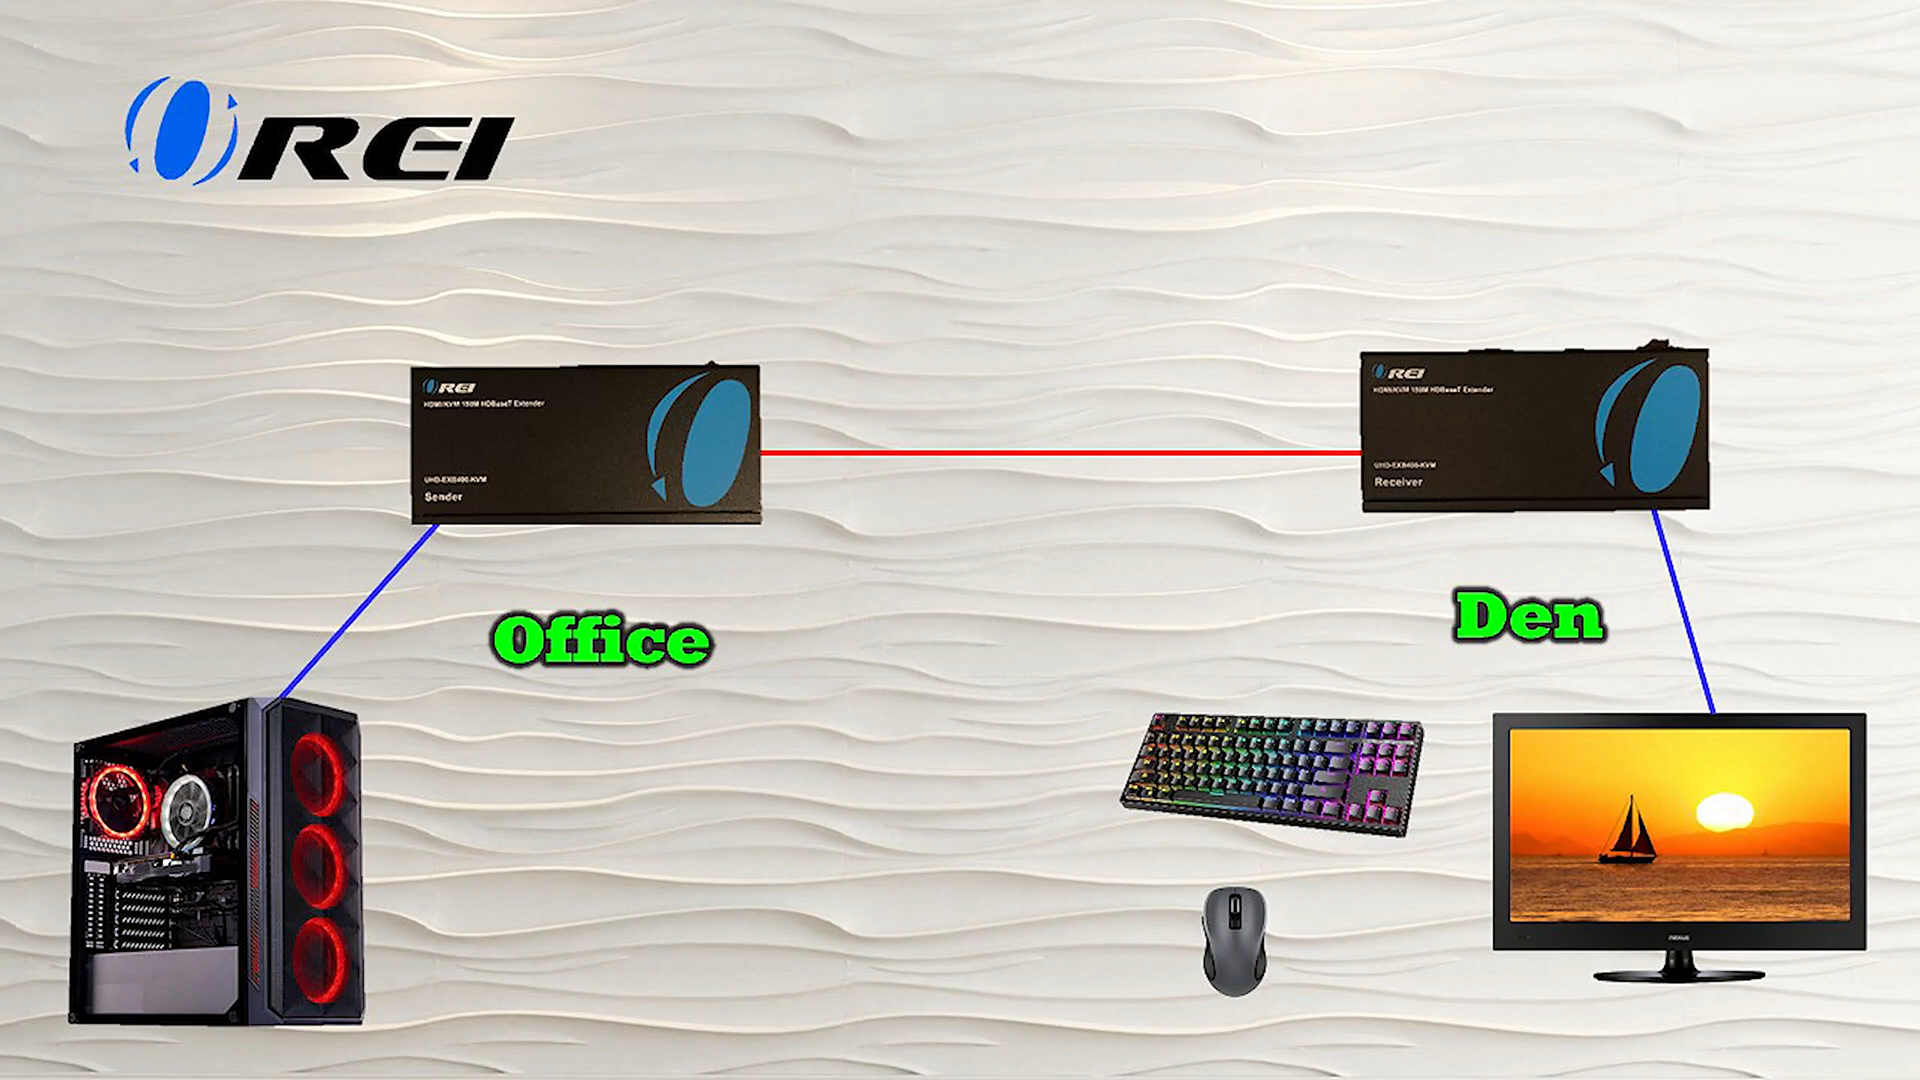 OREI
OREI
HDMI/KVM 150M HDBaseT Extender
UHD-EXB400-KVM
Sender
OREI
HDMI/KVM 150M HDBaseT Extender
UHD-EXB400-KVM
Receiver
Office
Den